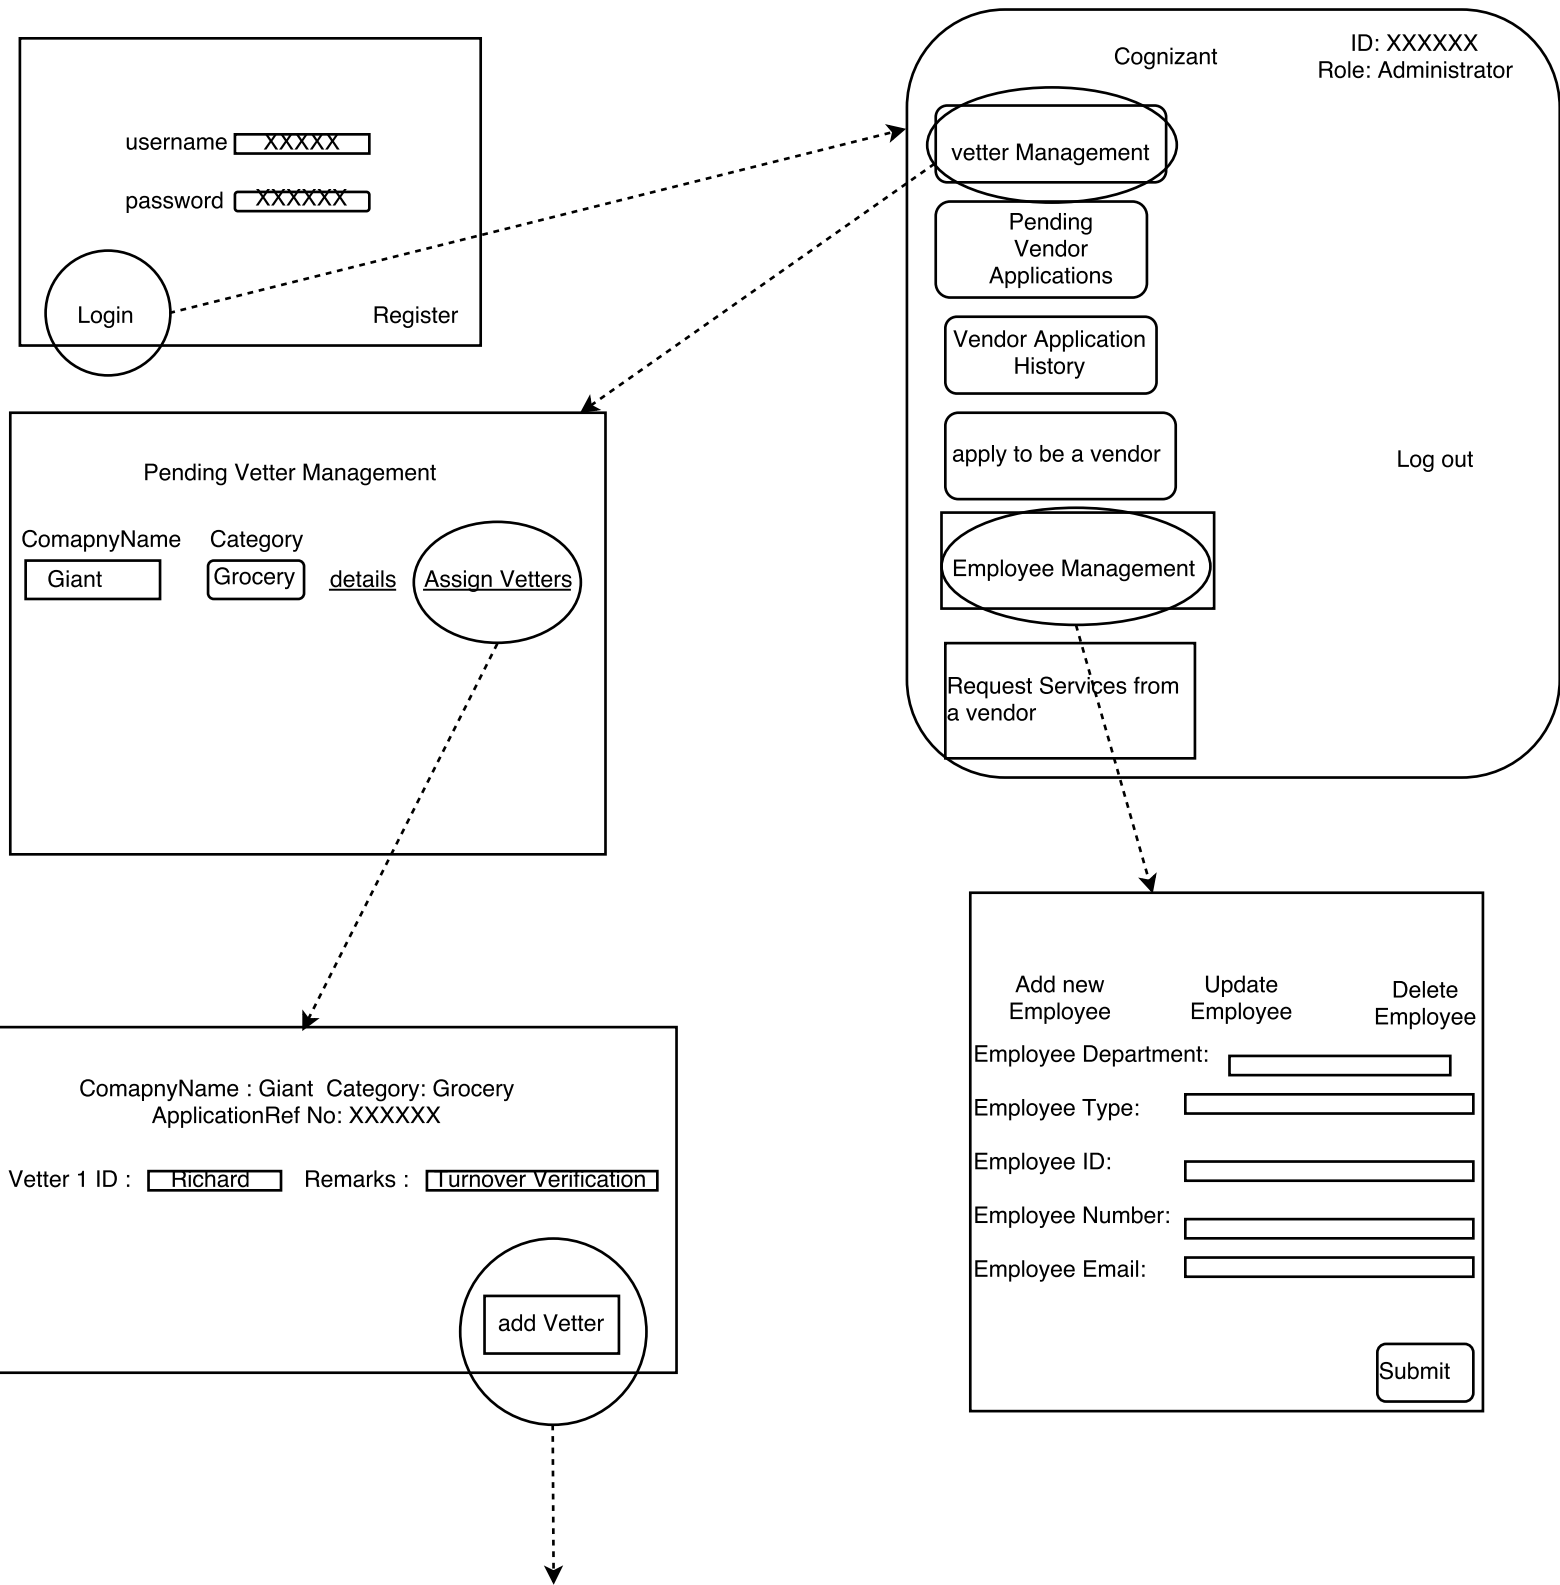 username XXXXX
password XXXXXX
Login Register
Cognizant
ID: XXXXXX
Role: Administrator
vetter Management
Pending
Vendor
Applications
Vendor Application
History
apply to be a vendor
Log out
Employee Management
Request Services from
a vendor
Pending Vetter Management
ComapnyName Category
Giant Grocery details Assign Vetters
ComapnyName : Giant Category: Grocery
ApplicationRef No: XXXXXX
Vetter 1 ID : Richard Remarks : Turnover Verification
add Vetter
Add new
Employee
Update
Employee
Delete
Employee
Employee Department:
Employee Type:
Employee ID:
Employee Number:
Employee Email:
Submit